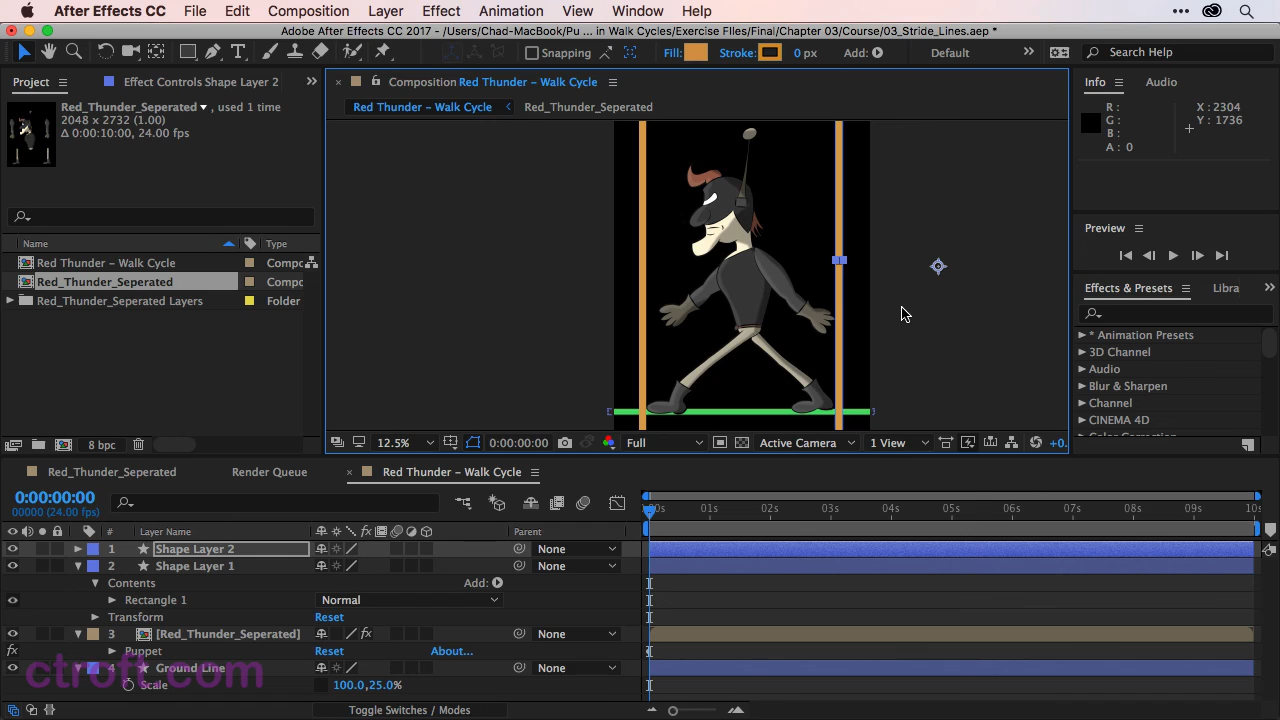 After Effects CC File Edit Composition Layer Effect Animation View Window Help
Adobe After Effects CC 2017 - /Users/Chad-MacBook/Pu ... in Walk Cycles/Exercise FIles/Final/Chapter 03/Course/03_Stride_Lines.aep *
Snapping Fill: Stroke: 0 px Add: Default Search Help
Project Effect Controls Shape Layer 2
Composition Red Thunder – Walk Cycle
Info Audio
Red_Thunder_Seperated , used 1 time
2048 x 2732 (1.00)
Δ 0:00:10:00, 24.00 fps
Red Thunder – Walk Cycle Red_Thunder_Seperated
R : X : 2304
G : Y : 1736
B :
A : 0
Name Type
Red Thunder – Walk Cycle Compo
Red_Thunder_Seperated Compo
Red_Thunder_Seperated Layers Folder
Preview
Effects & Presets Libra
* Animation Presets
3D Channel
Audio
Blur & Sharpen
Channel
CINEMA 4D
Color Correction
8 bpc
12.5% 0:00:00:00 Full Active Camera 1 View +0.
Red_Thunder_Seperated Render Queue Red Thunder – Walk Cycle
0:00:00:00
00000 (24.00 fps)
:00s 01s 02s 03s 04s 05s 06s 07s 08s 09s 10s
# Layer Name Parent
1 Shape Layer 2 None
2 Shape Layer 1 None
Contents Add:
Rectangle 1 Normal
Transform Reset
3 [Red_Thunder_Seperated] None
Puppet Reset About...
4 Ground Line None
Scale 100.0,25.0%
Toggle Switches / Modes
ctroft.com